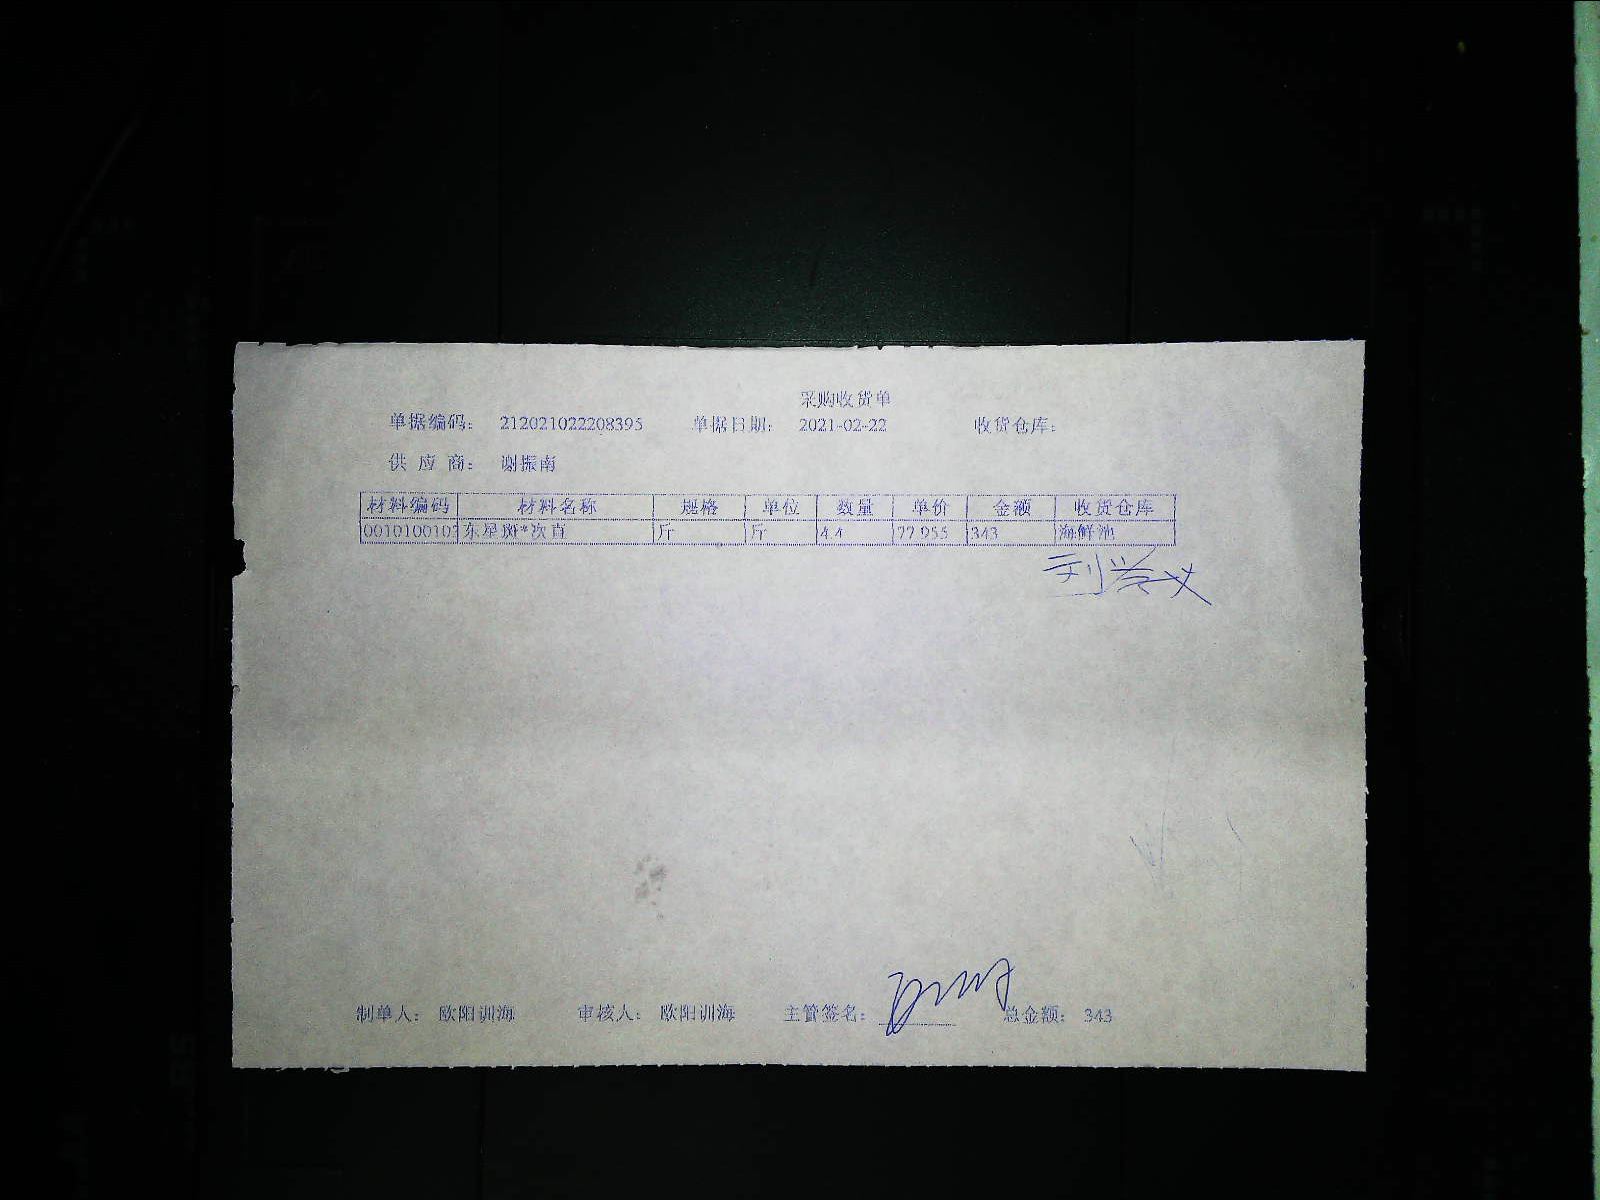 采购收货单
单据编码: 212021022208395 单据日期: 2021-02-22 收货仓库:
供 应 商: 谢振南
材料编码 材料名称 规格 单位 数量 单价 金额 收货仓库
001010010 东星斑*次直 斤 斤 4.4 77.955 343 海鲜池
刘兴义
制单人: 欧阳训海 审核人: 欧阳训海 主管签名: 总金额: 343